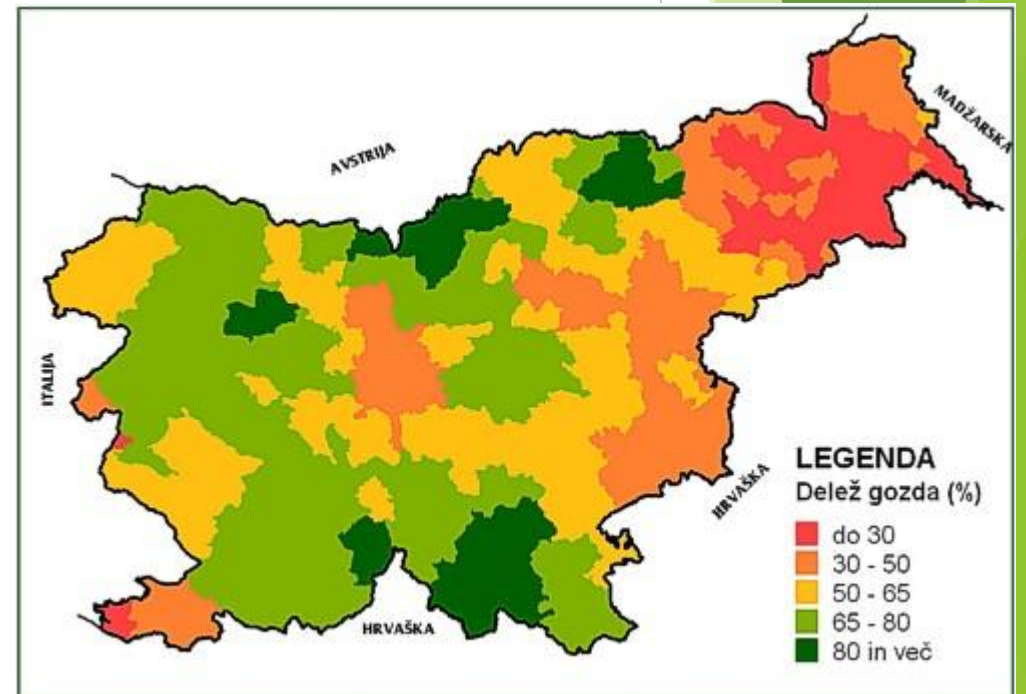 MADŽARSKA
AVSTRIJA
ITALIJA
HRVAŠKA
HRVAŠKA
LEGENDA
Delež gozda (%)
do 30
30 - 50
50 - 65
65 - 80
80 in več